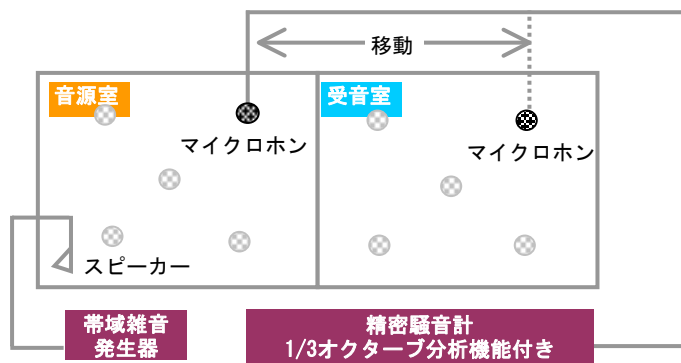 移動
音源室
受音室
マイクロホン
マイクロホン
スピーカー
帯域雑音
発生器
精密騒音計
1/3オクターブ分析機能付き